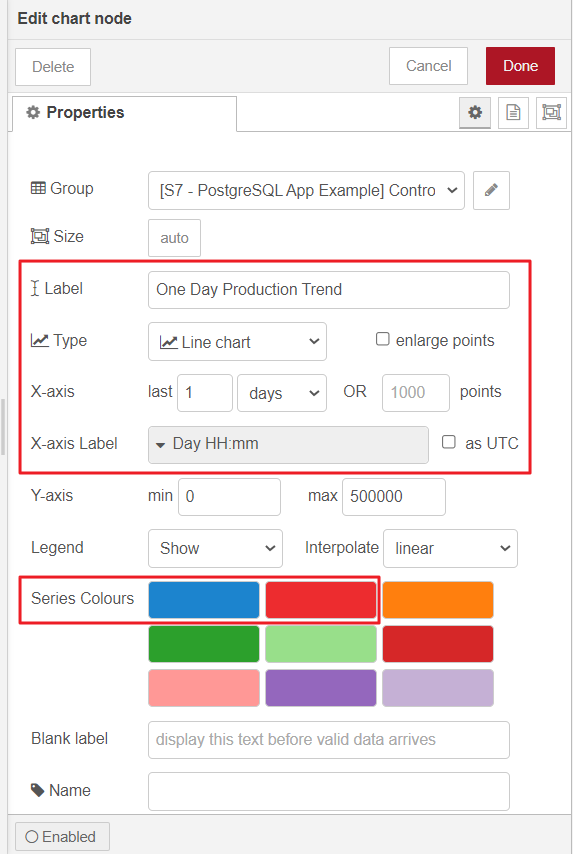 Edit chart node
Delete Cancel Done
Properties
Group [S7 - PostgreSQL App Example] Contro
Size auto
Label One Day Production Trend
Type Line chart enlarge points
X-axis last 1 days OR 1000 points
X-axis Label Day HH:mm as UTC
Y-axis min 0 max 500000
Legend Show Interpolate linear
Series Colours
Blank label display this text before valid data arrives
Name
Enabled